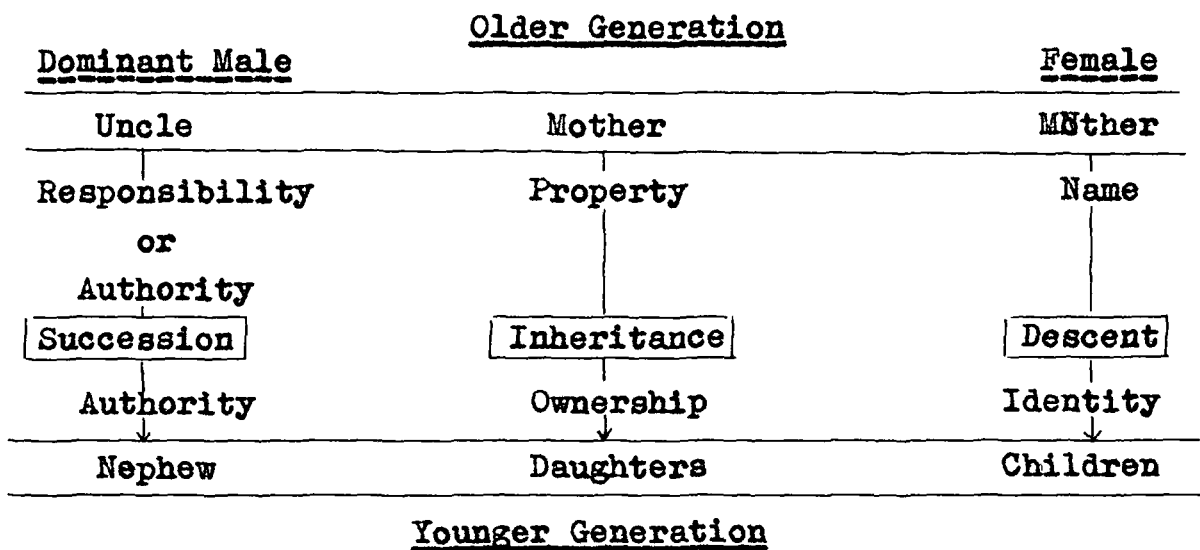 Older Generation
Dominant Male Female
Uncle Mother Mother
Responsibility Property Name
or
Authority
Succession Inheritance Descent
Authority Ownership Identity
Nephew Daughters Children
Younger Generation